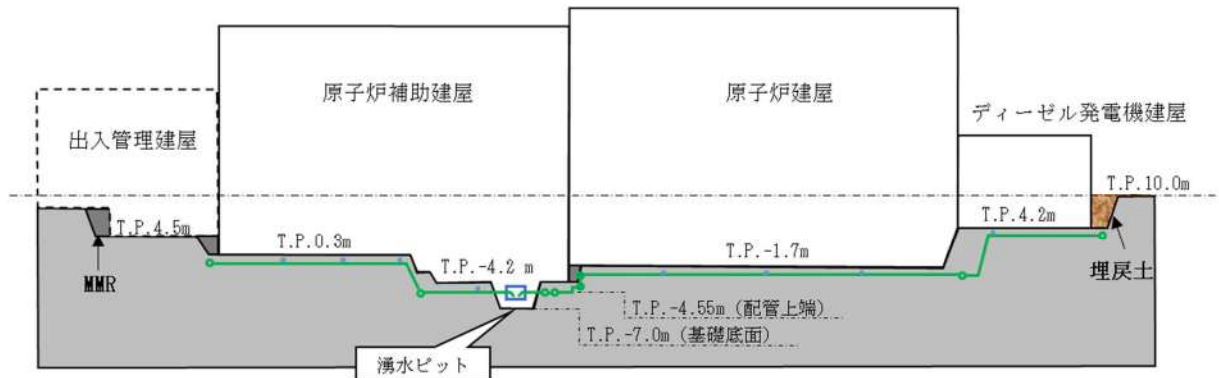 原子炉補助建屋
原子炉建屋
ディーゼル発電機建屋
出入管理建屋
T.P.10.0m
T.P.4.5m
T.P.4.2m
T.P.0.3m
T.P.-4.2 m
T.P.-1.7m
MMR
埋戻土
T.P.-4.55m (配管上端)
T.P.-7.0m (基礎底面)
湧水ピット